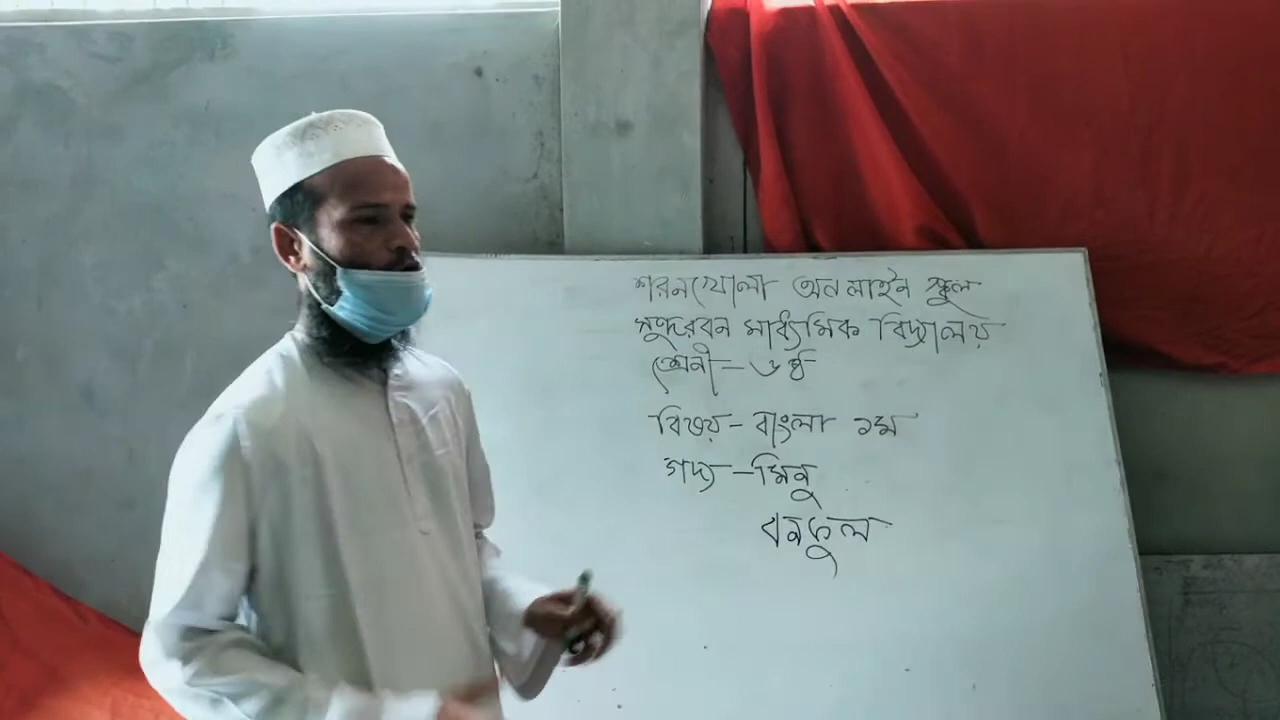 শরনখোলা অনলাইন স্কুল
সুন্দরবন মাধ্যমিক বিদ্যালয়
শ্রেনী - ৬ষ্ঠ
বিষয় - বাংলা ১ম
গদ্য - মিনু
বনফুল